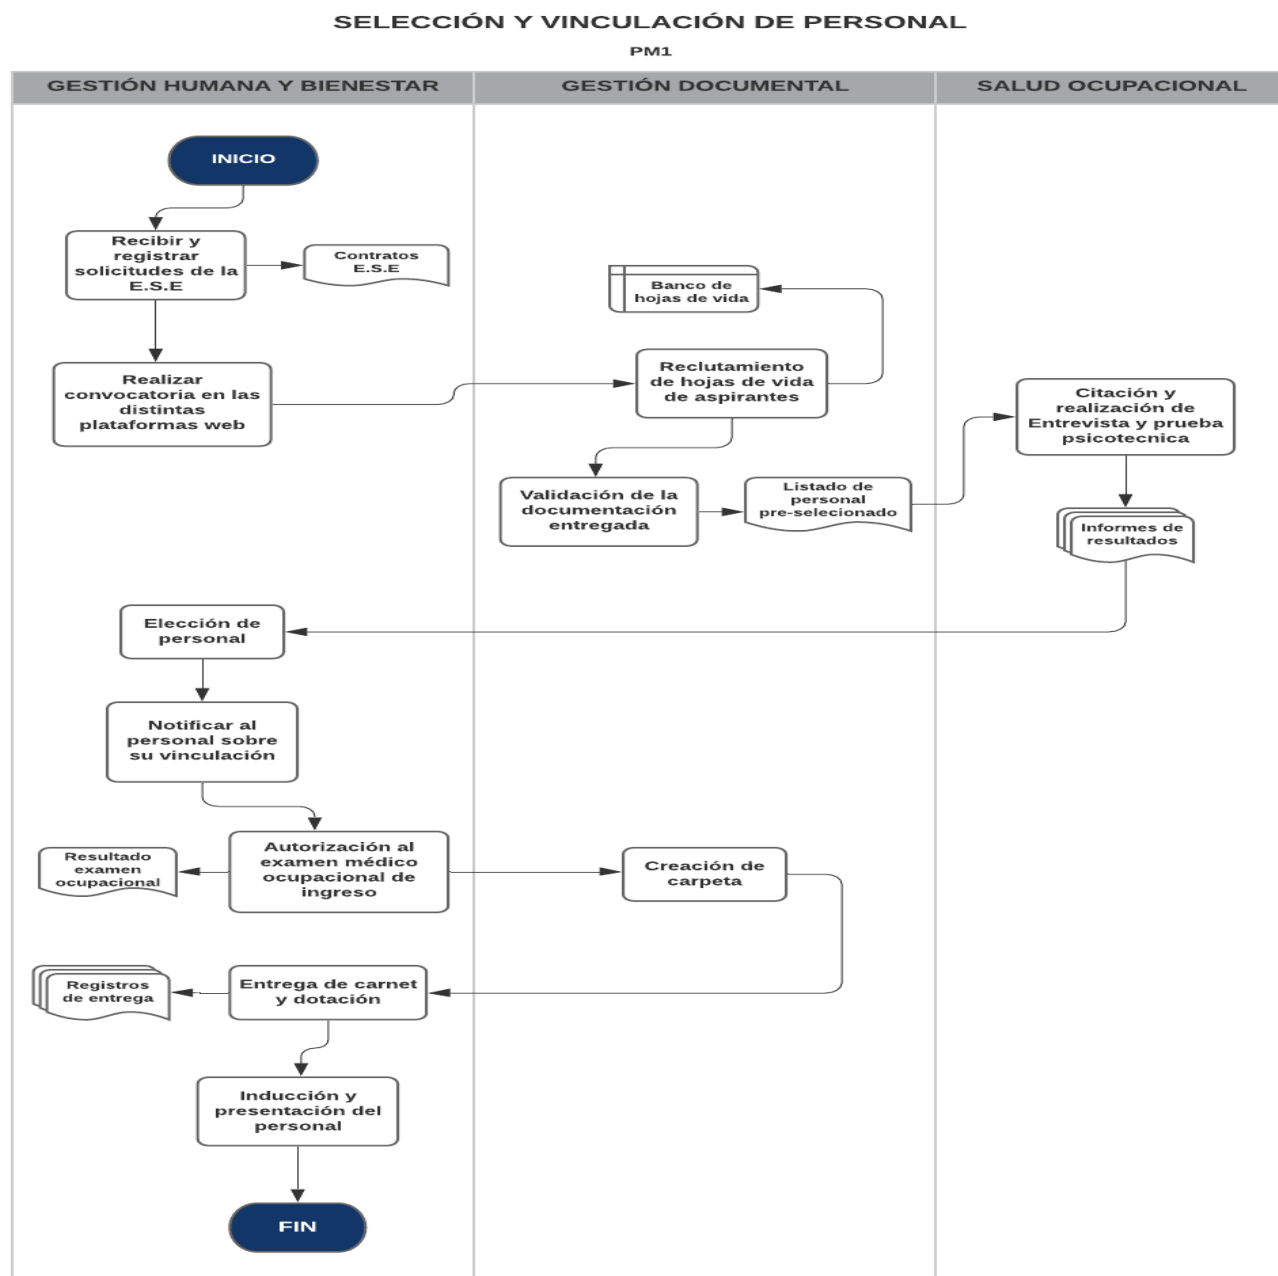 SELECCIÓN Y VINCULACIÓN DE PERSONAL
PM1
GESTIÓN HUMANA Y BIENESTAR
GESTIÓN DOCUMENTAL
SALUD OCUPACIONAL
INICIO
Recibir y
registrar
solicitudes de la
E.S.E
Contratos
E.S.E
Realizar
convocatoria en las
distintas
plataformas web
Banco de
hojas de vida
Reclutamiento
de hojas de vida
de aspirantes
Validación de la
documentación
entregada
Listado de
personal
pre-selecionado
Citación y
realización de
Entrevista y prueba
psicotecnica
Informes de
resultados
Elección de
personal
Notificar al
personal sobre
su vinculación
Autorización al
examen médico
ocupacional de
ingreso
Resultado
examen
ocupacional
Creación de
carpeta
Entrega de carnet
y dotación
Registros
de entrega
Inducción y
presentación del
personal
FIN